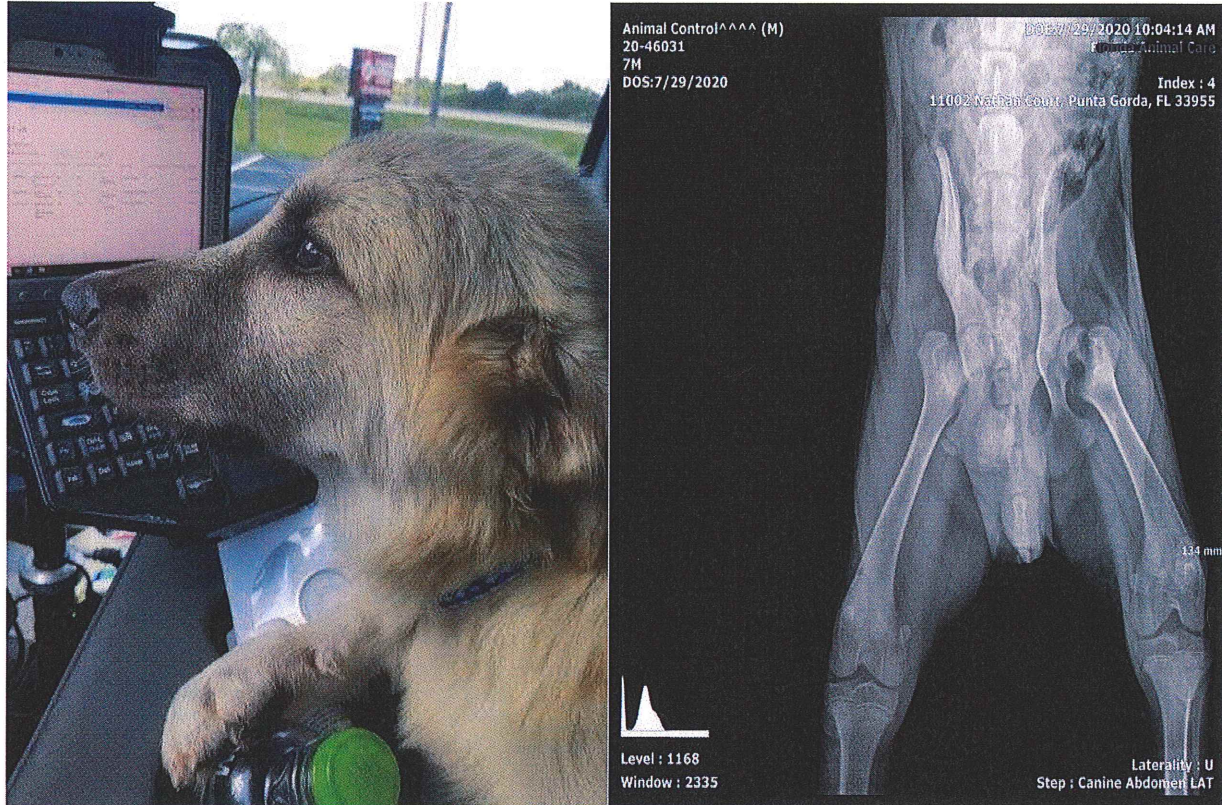 Animal Control^^^^ (M)
20-46031
7M
DOS:7/29/2020
DOE:7/29/2020 10:04:14 AM
Animal Care
Index : 4
11002 Nathan Court, Punta Gorda, FL 33955
134 mm
Level : 1168
Window : 2335
Laterality : U
Step : Canine Abdomen LAT